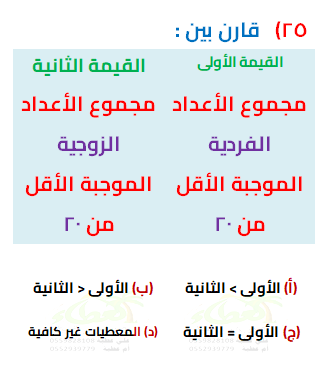 ٢٥) قارن بين :
القيمة الأولى
مجموع الأعداد
الفردية
الموجبة الأقل
من ٢٠
القيمة الثانية
مجموع الأعداد
الزوجية
الموجبة الأقل
من ٢٠
(أ) الأولى > الثانية
(ب) الأولى < الثانية
(ج) الأولى = الثانية
(د) المعطيات غير كافية